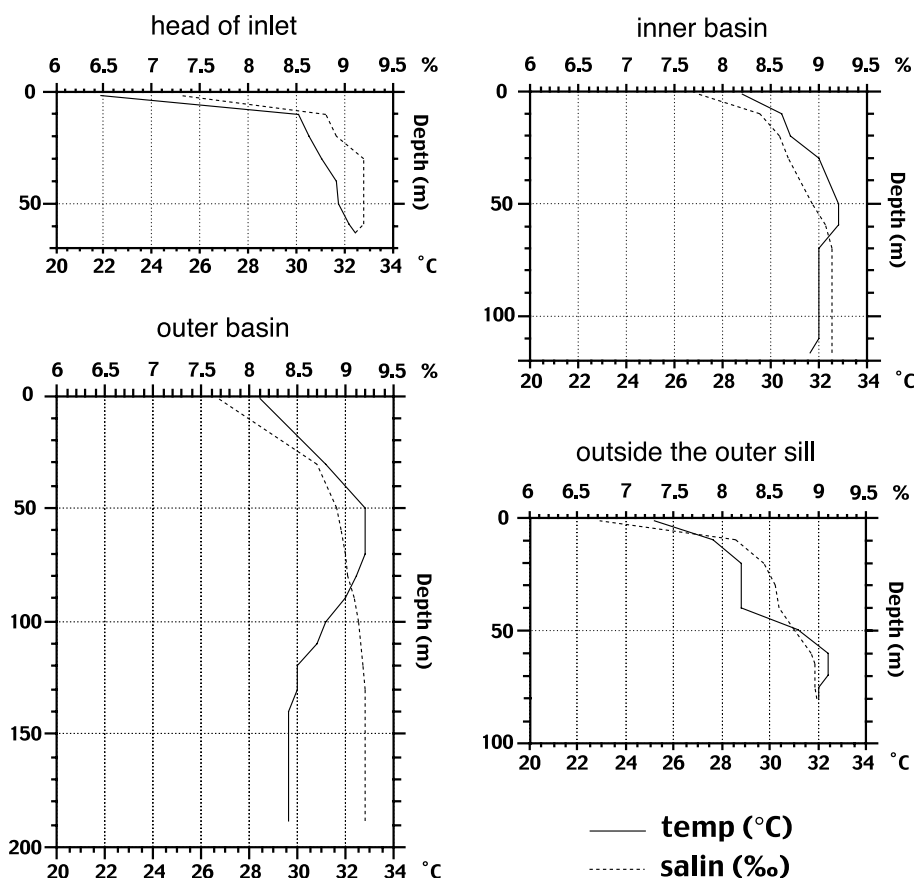 head of inlet
6 6.5 7 7.5 8 8.5 9 9.5 %
0
50
Depth (m)
20 22 24 26 28 30 32 34 °C
inner basin
6 6.5 7 7.5 8 8.5 9 9.5 %
0
50
100
Depth (m)
20 22 24 26 28 30 32 34 °C
outer basin
6 6.5 7 7.5 8 8.5 9 9.5 %
0
50
100
150
200
Depth (m)
20 22 24 26 28 30 32 34 °C
outside the outer sill
6 6.5 7 7.5 8 8.5 9 9.5 %
0
50
100
Depth (m)
20 22 24 26 28 30 32 34 °C
temp (°C)
salin (‰)